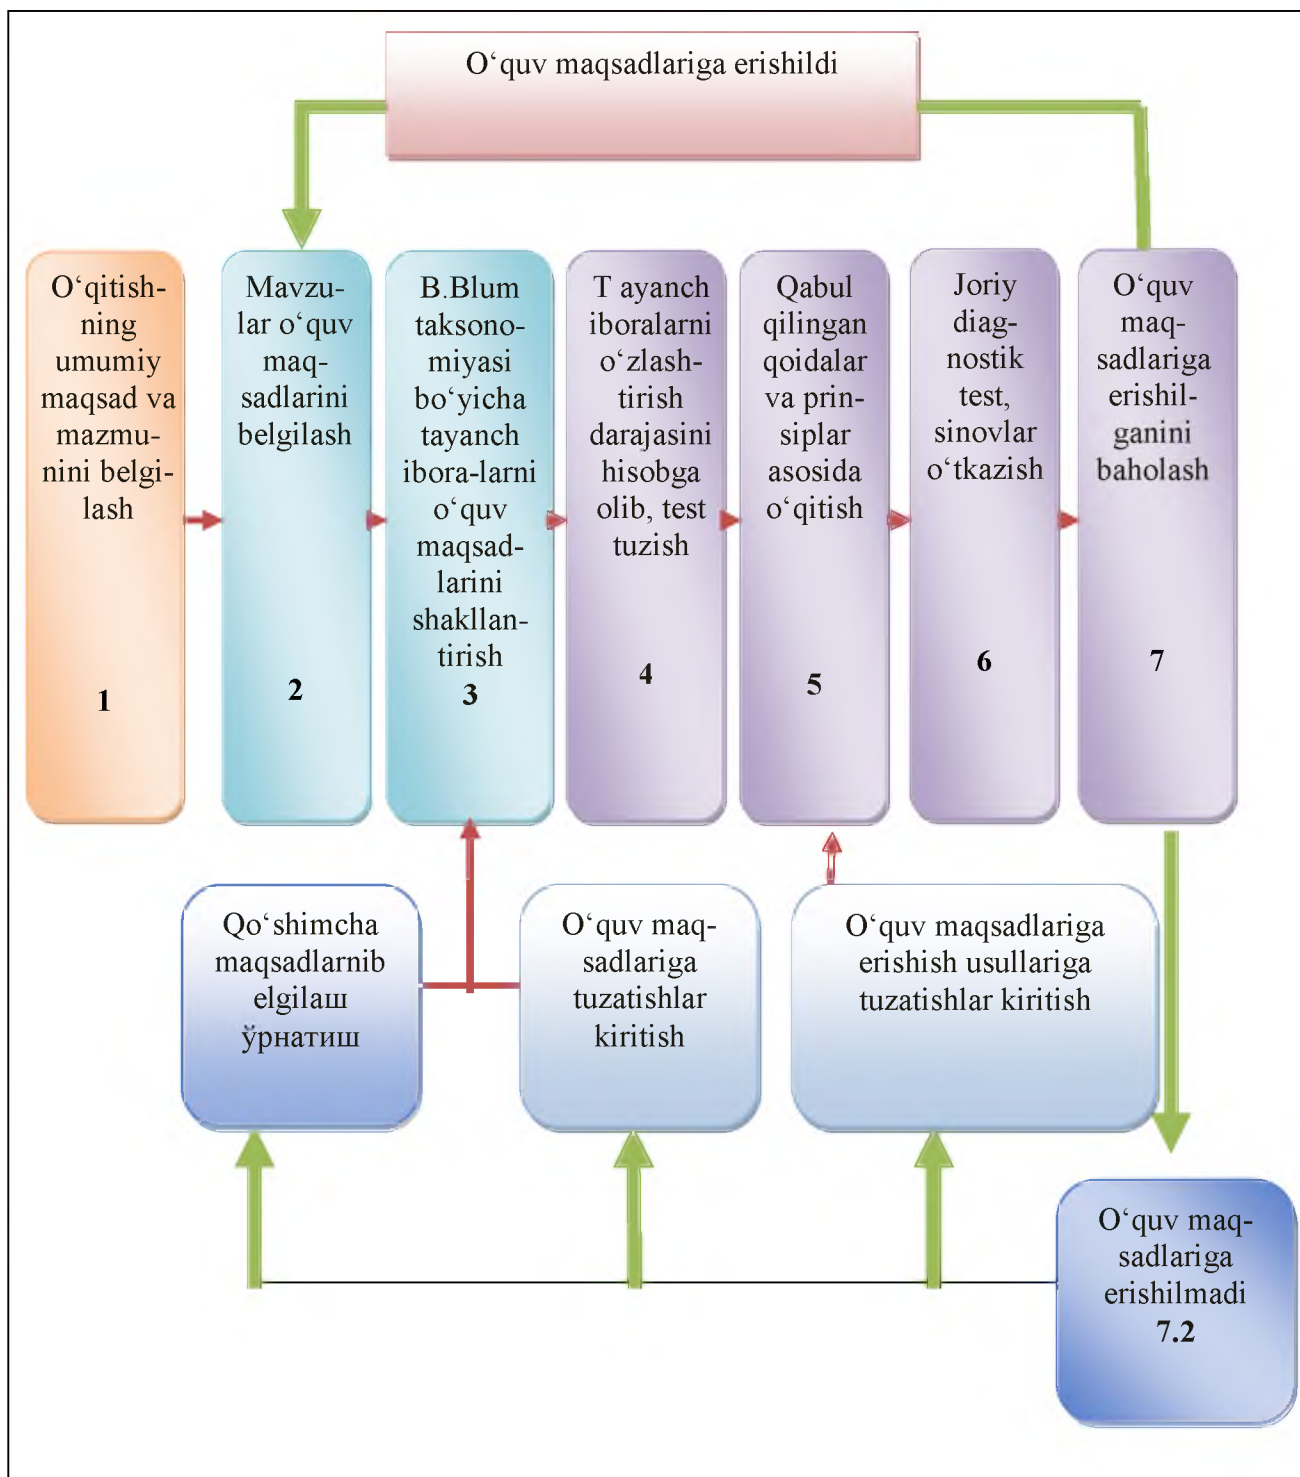 O‘quv maqsadlariga erishildi
O‘qitish-
ning
umumiy
maqsad va
mazmu-
nini belgi-
lash
1
Mavzu-
lar o‘quv
maq-
sadlarini
belgilash
2
B.Blum
taksono-
miyasi
bo‘yicha
tayanch
ibora-larni
o‘quv
maqsad-
larini
shakllan-
tirish
3
T ayanch
iboralarni
o‘zlash-
tirish
darajasini
hisobga
olib, test
tuzish
4
Qabul
qilingan
qoidalar
va prin-
siplar
asosida
o‘qitish
5
Joriy
diag-
nostik
test,
sinovlar
o‘tkazish
6
O‘quv
maq-
sadlariga
erishil-
ganini
baholash
7
Qo‘shimcha
maqsadlarnib
elgilaш
ўрнатиш
O‘quv maq-
sadlariga
tuzatishlar
kiritish
O‘quv maqsadlariga
erishish usullariga
tuzatishlar kiritish
O‘quv maq-
sadlariga
erishilmadi
7.2